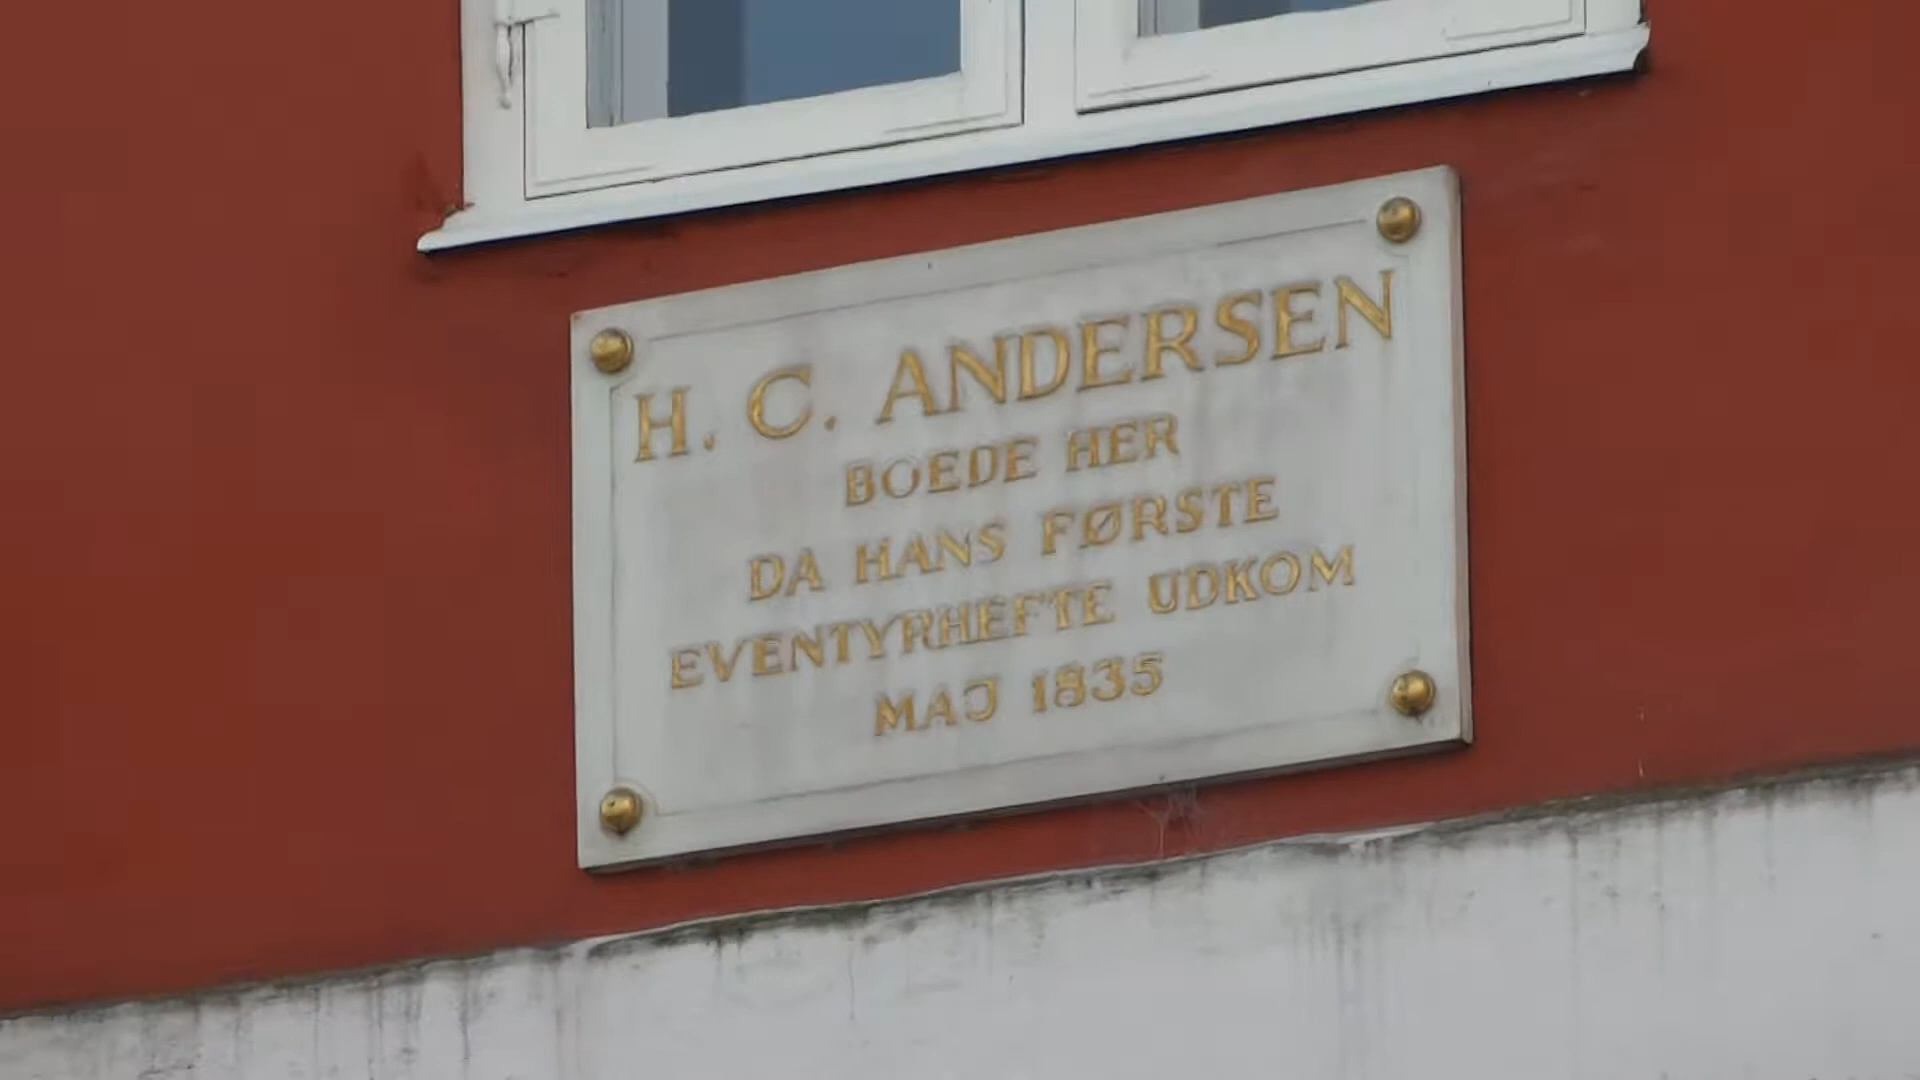 H. C. ANDERSEN
BOEDE HER
DA HANS FØRSTE
EVENTYRHEFTE UDKOM
MAJ 1835